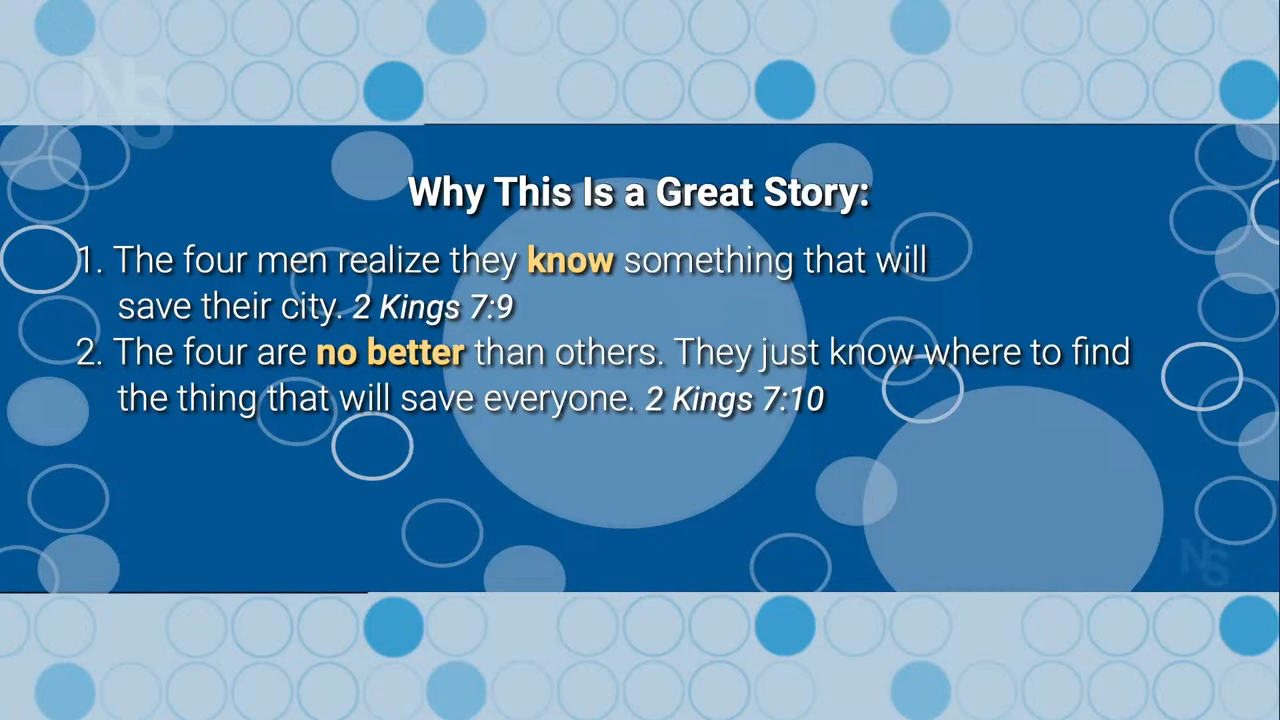 NS
Why This Is a Great Story:
1. The four men realize they know something that will
save their city. 2 Kings 7:9
2. The four are no better than others. They just know where to find
the thing that will save everyone. 2 Kings 7:10
NS